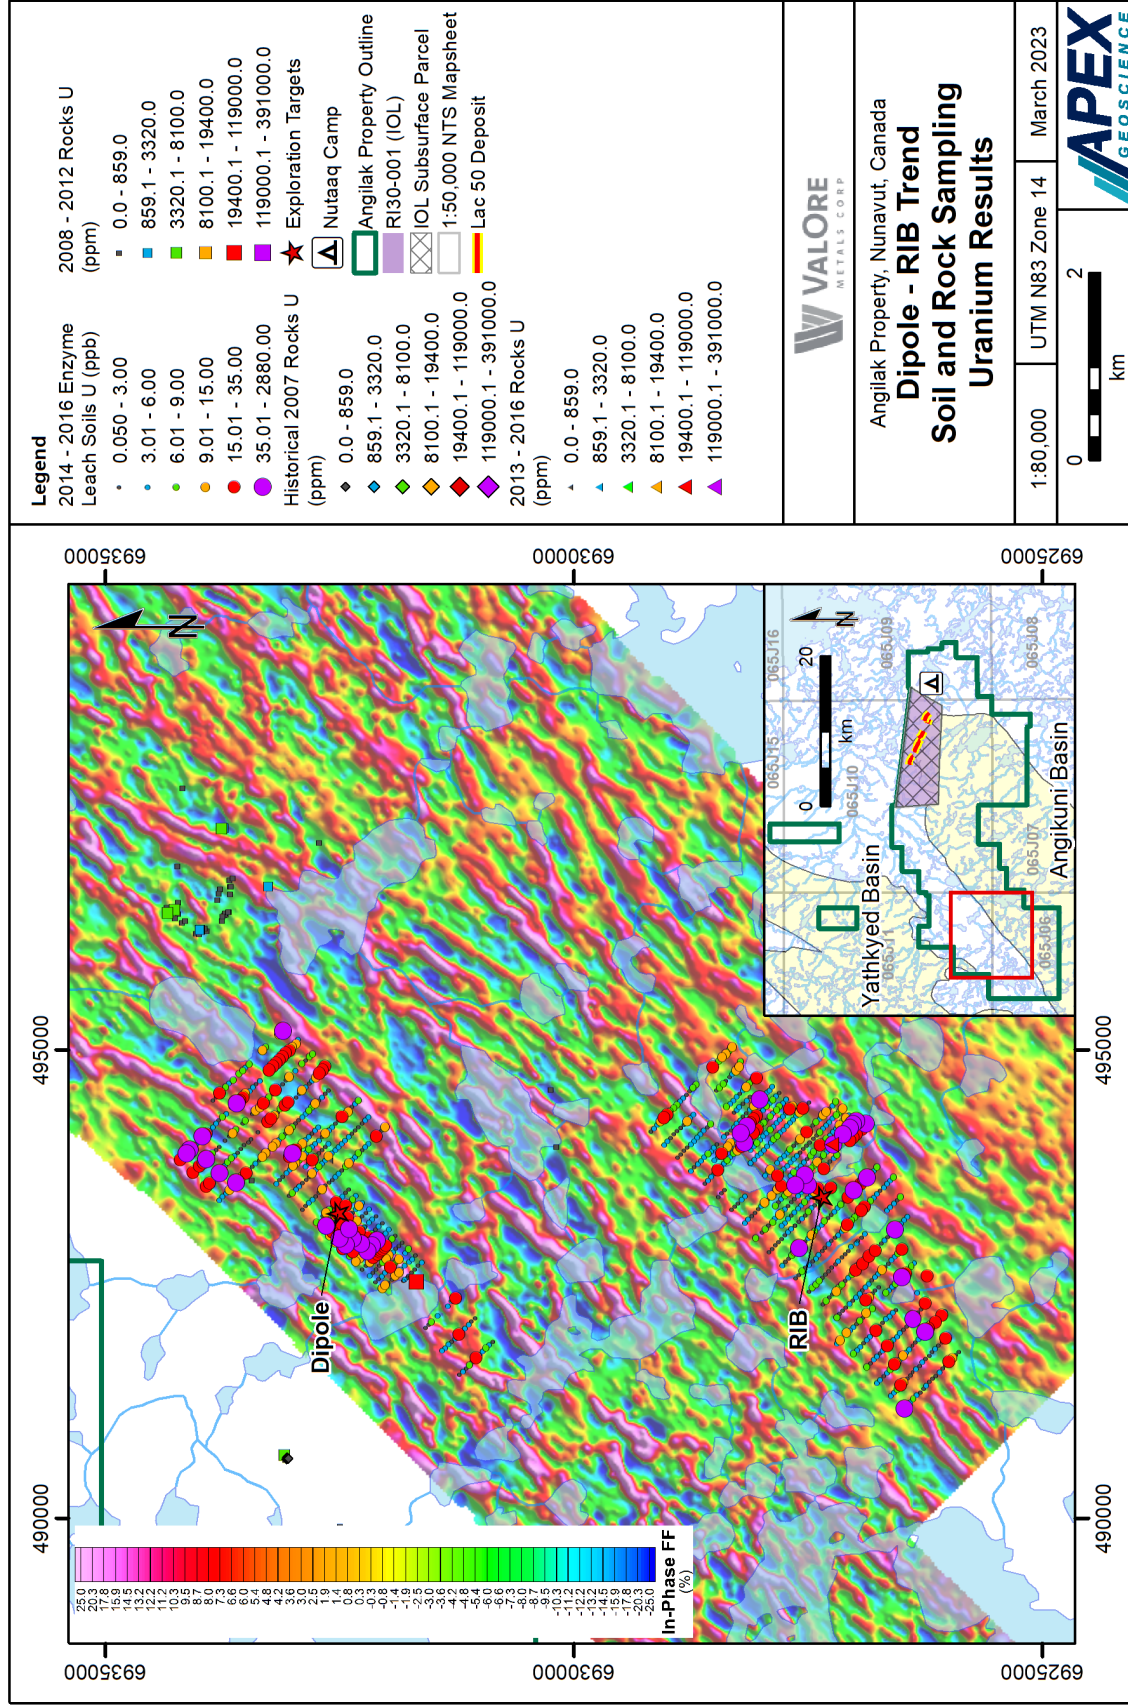 Legend
2014 - 2016 Enzyme
Leach Soils U (ppb)
0.050 - 3.00
3.01 - 6.00
6.01 - 9.00
9.01 - 15.00
15.01 - 35.00
35.01 - 2880.00
Historical 2007 Rocks U
(ppm)
0.0 - 859.0
859.1 - 3320.0
3320.1 - 8100.0
8100.1 - 19400.0
19400.1 - 119000.0
119000.1 - 391000.0
2013 - 2016 Rocks U
(ppm)
0.0 - 859.0
859.1 - 3320.0
3320.1 - 8100.0
8100.1 - 19400.0
19400.1 - 119000.0
119000.1 - 391000.0
2008 - 2012 Rocks U
(ppm)
0.0 - 859.0
859.1 - 3320.0
3320.1 - 8100.0
8100.1 - 19400.0
19400.1 - 119000.0
119000.1 - 391000.0
Exploration Targets
Nutaaq Camp
Angilak Property Outline
RI30-001 (IOL)
IOL Subsurface Parcel
1:50,000 NTS Mapsheet
Lac 50 Deposit
VALORE
METALS CORP
Angilak Property, Nunavut, Canada
Dipole - RIB Trend
Soil and Rock Sampling
Uranium Results
1:80,000
UTM N83 Zone 14
March 2023
0
2
km
APEX
GEOSCIENCE
490000
495000
6935000
6930000
6925000
6935000
6930000
6925000
490000
495000
N
Dipole
RIB
25.0
20.3
17.8
15.9
14.5
13.2
12.2
11.2
10.3
9.5
8.7
8.0
7.3
6.6
6.0
5.4
4.8
4.2
3.6
3.0
2.5
1.9
1.4
0.8
0.3
-0.3
-0.8
-1.4
-1.9
-2.5
-3.0
-3.6
-4.2
-4.8
-5.4
-6.0
-6.6
-7.3
-8.0
-8.7
-9.5
-10.3
-11.2
-12.2
-13.2
-14.5
-15.9
-17.8
-20.3
-25.0
In-Phase FF
(%)
N
0
20
km
065J16
065J15
065J09
065J10
065J08
065J07
065J06
Yathkyed Basin
Angikuni Basin